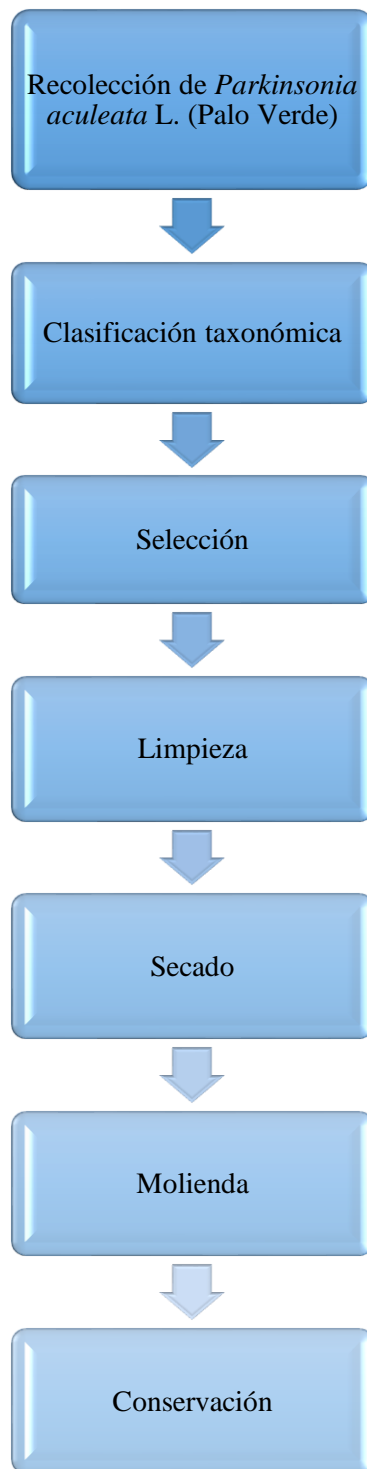 Recolección de Parkinsonia
aculeata L. (Palo Verde)
Clasificación taxonómica
Selección
Limpieza
Secado
Molienda
Conservación